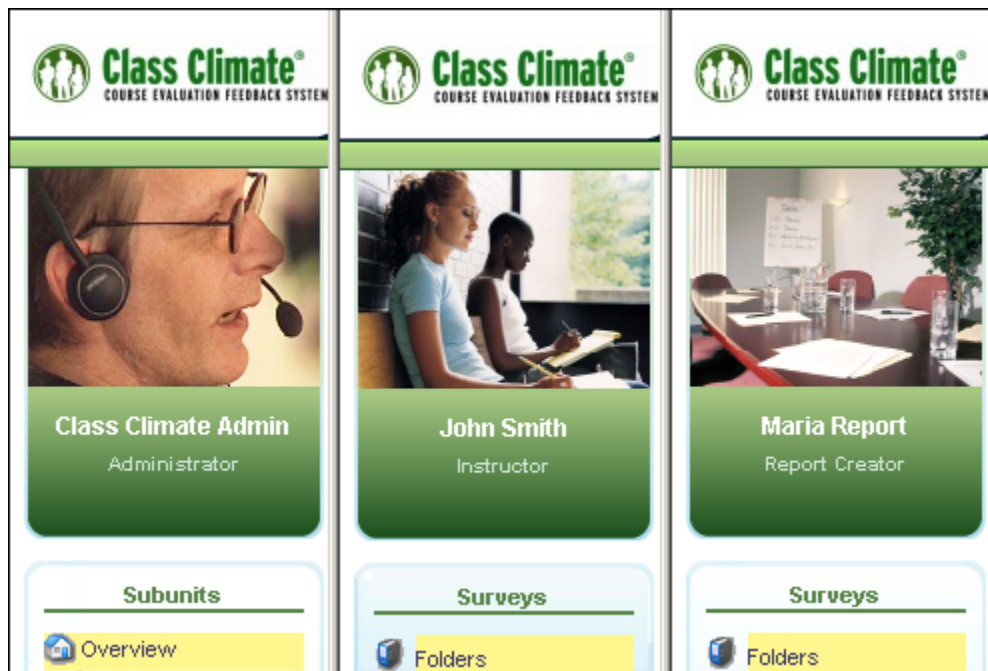 Class Climate®
COURSE EVALUATION FEEDBACK SYSTEM
Class Climate Admin
Administrator
Subunits
Overview
Class Climate®
COURSE EVALUATION FEEDBACK SYSTEM
John Smith
Instructor
Surveys
Folders
Class Climate®
COURSE EVALUATION FEEDBACK SYSTEM
Maria Report
Report Creator
Surveys
Folders